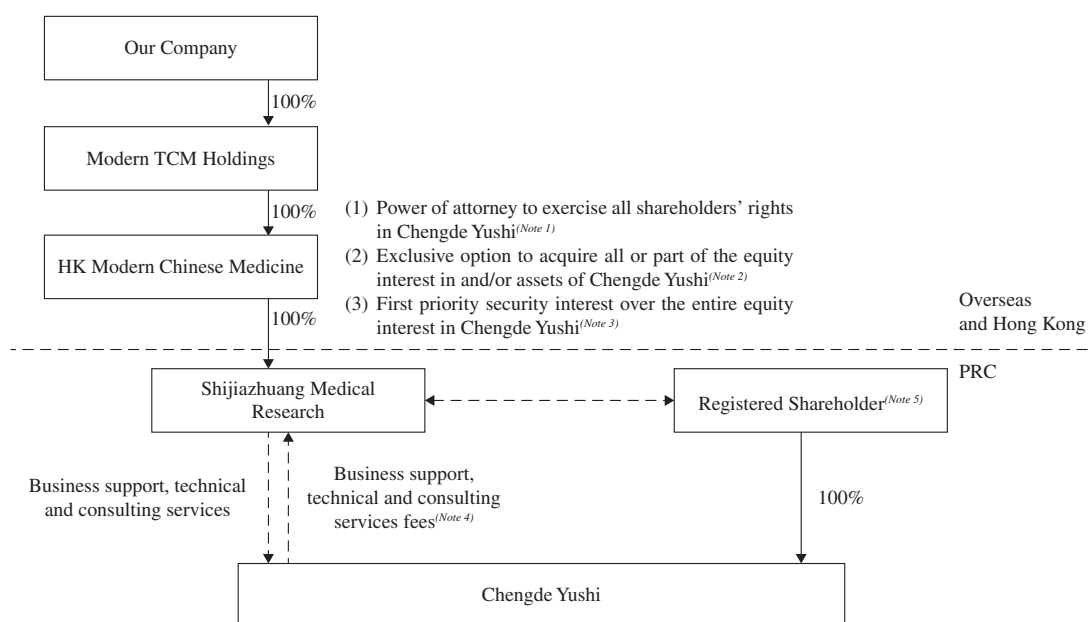 Our Company
100%
Modern TCM Holdings
100%
(1) Power of attorney to exercise all shareholders’ rights
in Chengde Yushi(Note 1)
HK Modern Chinese Medicine
(2) Exclusive option to acquire all or part of the equity
interest in and/or assets of Chengde Yushi(Note 2)
(3) First priority security interest over the entire equity
interest in Chengde Yushi(Note 3)
100%
Overseas
and Hong Kong
PRC
Shijiazhuang Medical
Research
Registered Shareholder(Note 5)
Business support, technical
and consulting services
Business support,
technical and consulting
services fees(Note 4)
100%
Chengde Yushi